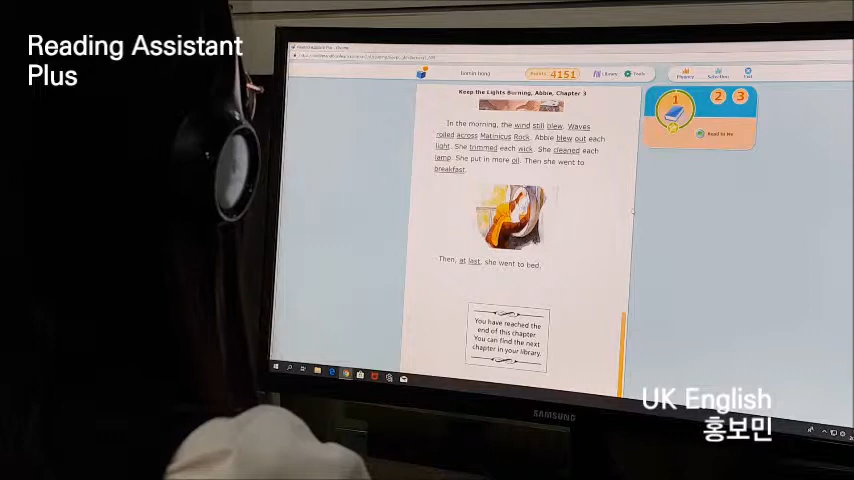 Reading Assistant
Plus
Points 4151
Library
Tools
Fluency
Selection
Exit
Keep the Lights Burning, Abbie, Chapter 3
1
2
3
Read to Me
In the morning, the wind still blew. Waves
rolled across Matinicus Rock. Abbie blew out each
light. She trimmed each wick. She cleaned each
lamp. She put in more oil. Then she went to
breakfast.
Then, at last, she went to bed.
You have reached the
end of this chapter.
You can find the next
chapter in your library.
SAMSUNG
UK English
홍보민